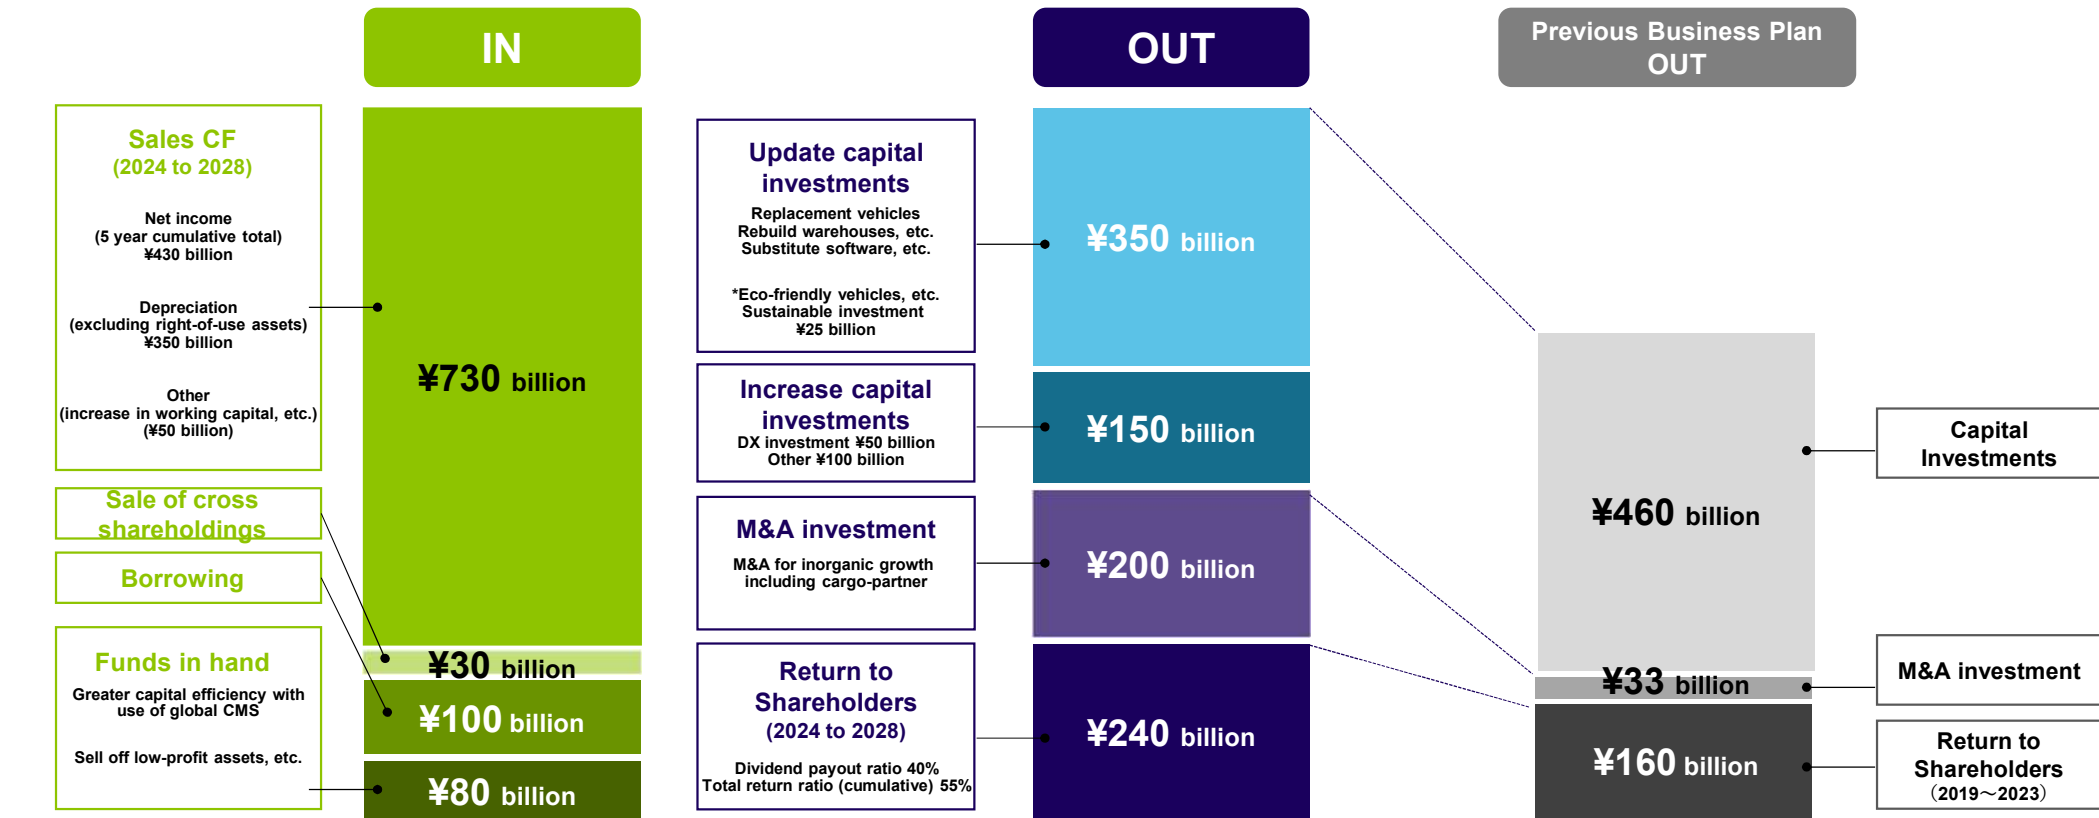 IN
Sales CF
(2024 to 2028)
Net income
(5 year cumulative total)
¥430 billion
Depreciation
(excluding right-of-use assets)
¥350 billion
Other
(increase in working capital, etc.)
(¥50 billion)
¥730 billion
Sale of cross
shareholdings
¥30 billion
Borrowing
¥100 billion
Funds in hand
Greater capital efficiency with
use of global CMS
Sell off low-profit assets, etc.
¥80 billion
OUT
Update capital
investments
Replacement vehicles
Rebuild warehouses, etc.
Substitute software, etc.
*Eco-friendly vehicles, etc.
Sustainable investment
¥25 billion
¥350 billion
Increase capital
investments
DX investment ¥50 billion
Other ¥100 billion
¥150 billion
M&A investment
M&A for inorganic growth
including cargo-partner
¥200 billion
Return to
Shareholders
(2024 to 2028)
Dividend payout ratio 40%
Total return ratio (cumulative) 55%
¥240 billion
Previous Business Plan
OUT
¥460 billion
Capital
Investments
¥33 billion
M&A investment
¥160 billion
Return to
Shareholders
（2019～2023）